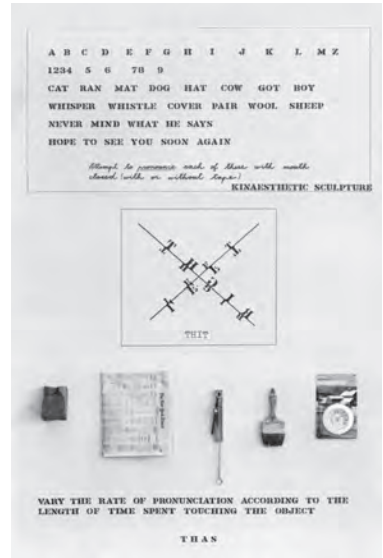 A B C D E F G H I J K L M Z
1234 5 6 78 9
CAT RAN MAT DOG HAT COW GOT BOY
WHISPER WHISTLE COVER PAIR WOOL SHEEP
NEVER MIND WHAT HE SAYS
HOPE TO SEE YOU SOON AGAIN
Attempt to pronounce each of these with mouth
closed (with or without tape)
KINAESTHETIC SCULPTURE
THIT
VARY THE RATE OF PRONUNCIATION ACCORDING TO THE
LENGTH OF TIME SPENT TOUCHING THE OBJECT
THAS